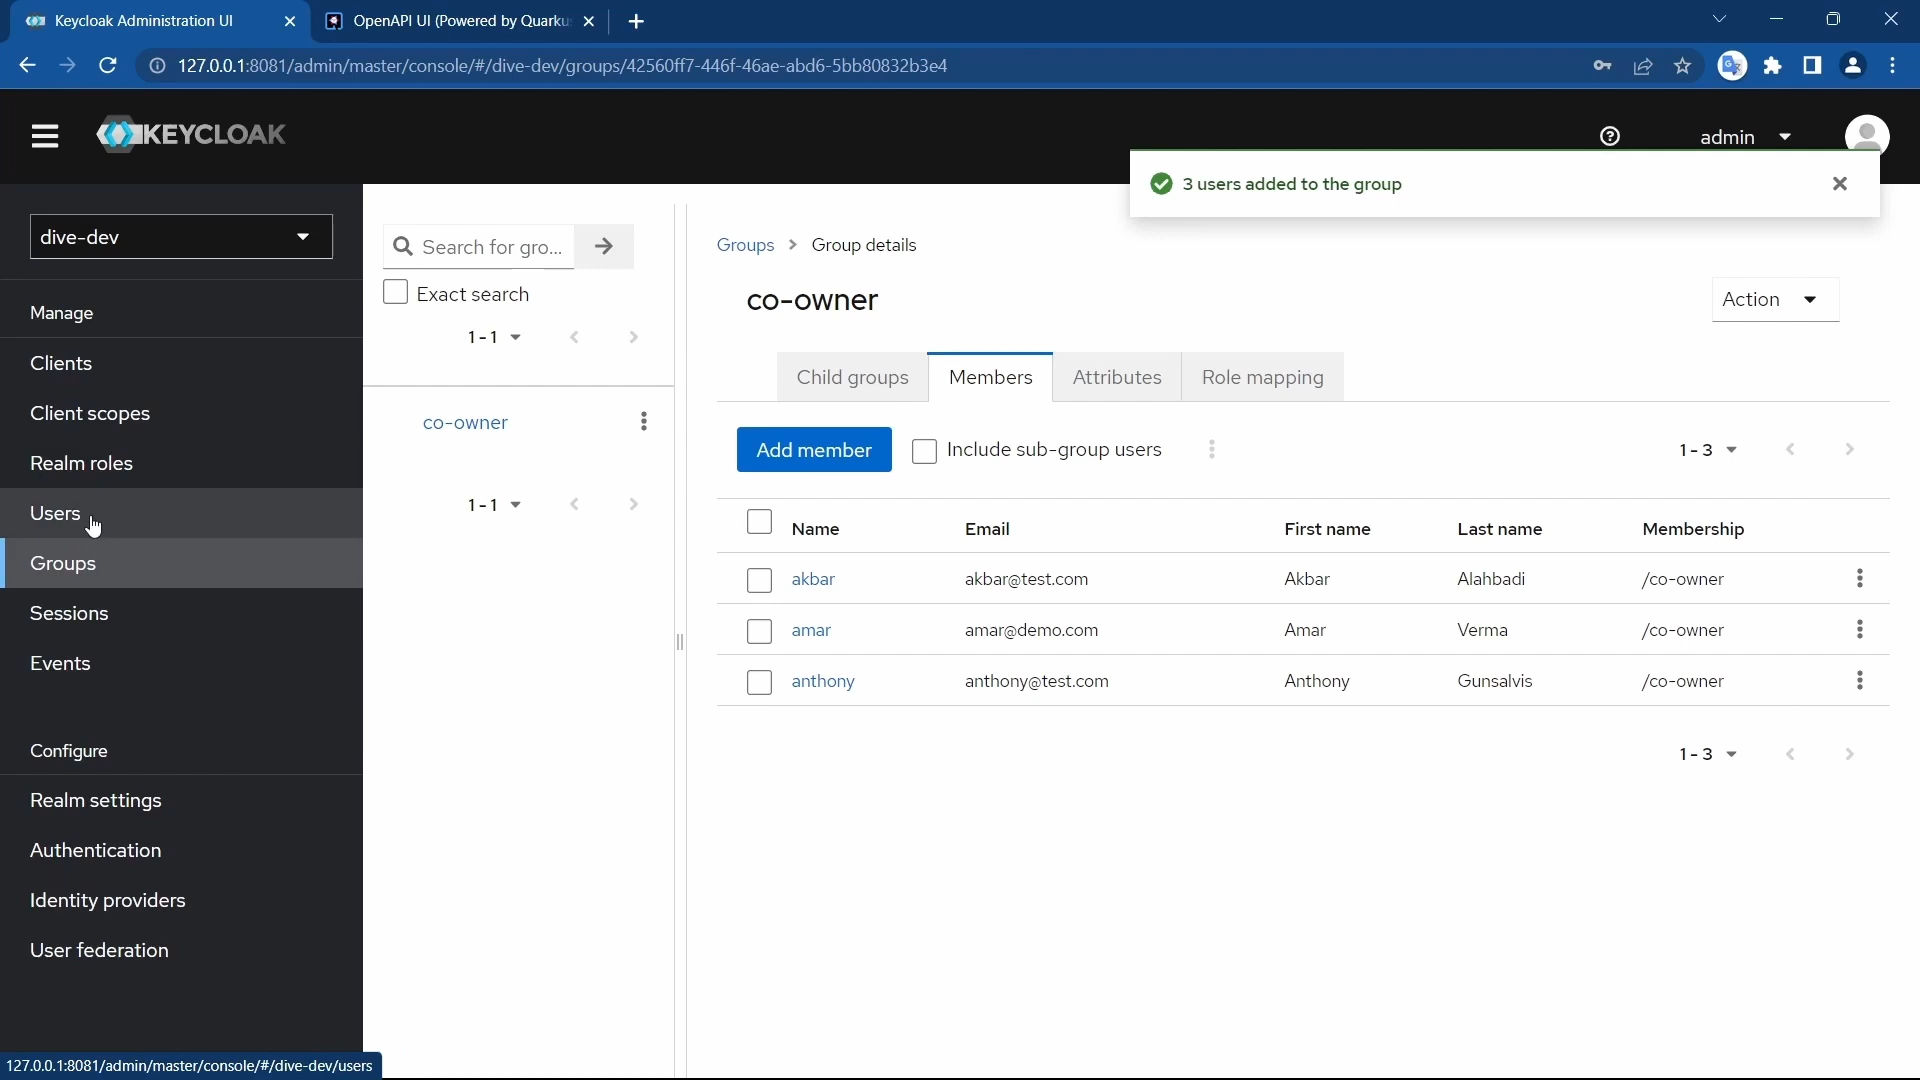 Keycloak Administration UI
OpenAPI UI (Powered by Quarku
127.0.0.1:8081/admin/master/console/#/dive-dev/groups/42560ff7-446f-46ae-abd6-5bb80832b3e4
KEYCLOAK
admin
3 users added to the group
dive-dev
Manage
Clients
Client scopes
Realm roles
Users
Groups
Sessions
Events
Configure
Realm settings
Authentication
Identity providers
User federation
127.0.0.1:8081/admin/master/console/#/dive-dev/users
Search for gro...
Exact search
1-1
co-owner
1-1
Groups > Group details
co-owner
Action
Child groups Members Attributes Role mapping
Add member Include sub-group users 1-3
Name Email First name Last name Membership
akbar akbar@test.com Akbar Alahbadi /co-owner
amar amar@demo.com Amar Verma /co-owner
anthony anthony@test.com Anthony Gunsalvis /co-owner
1-3